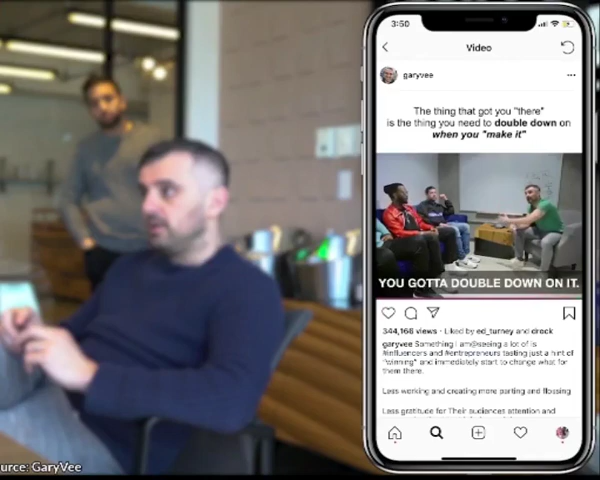 3:50
Video
garyvee
The thing that got you "there"
is the thing you need to double down on
when you "make it"
YOU GOTTA DOUBLE DOWN ON IT.
344,166 views · Liked by ed_turney and drock
garyvee Something I am@seeing a lot of is
#influencers and #entrepreneurs tasting just a hint of
"winning" and immediately start to change what for
them there.
Less working and creating more parting and flossing
Less gratitude for Their audiences attention and
urce: GaryVee